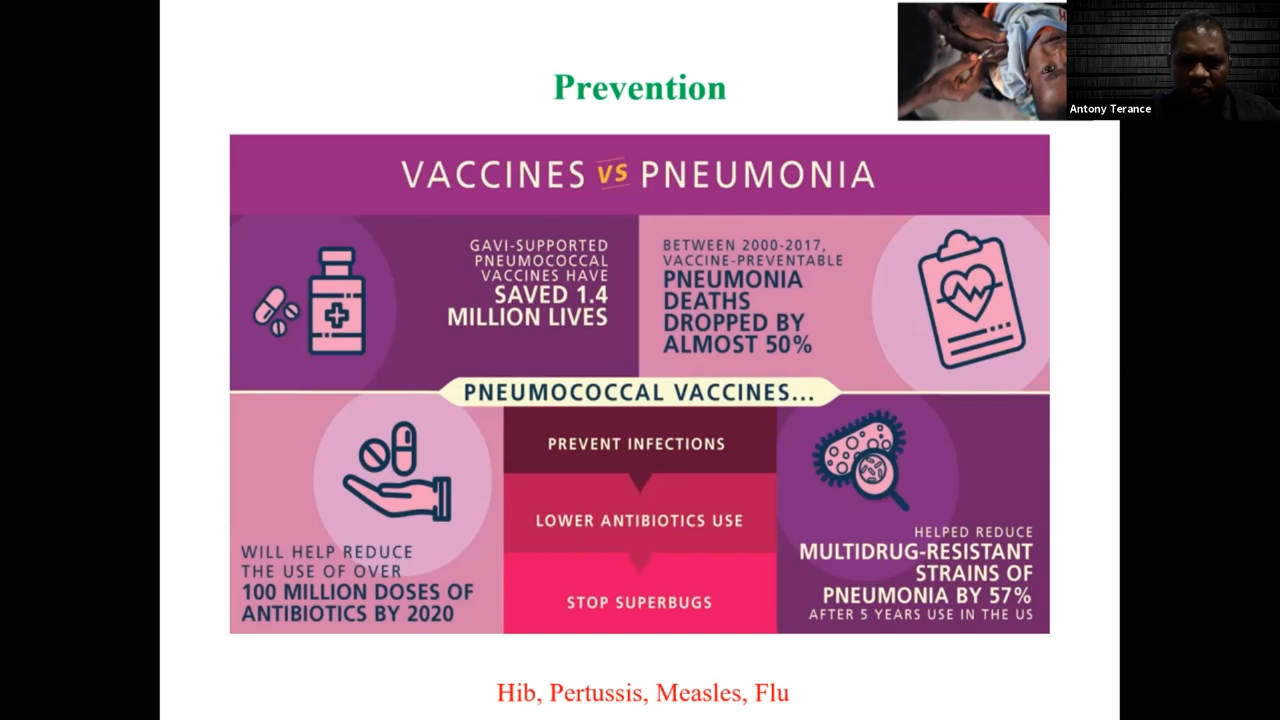 Prevention
Antony Terance
VACCINES VS PNEUMONIA
GAVI-SUPPORTED
PNEUMOCOCCAL
VACCINES HAVE
SAVED 1.4
MILLION LIVES
BETWEEN 2000-2017,
VACCINE-PREVENTABLE
PNEUMONIA
DEATHS
DROPPED BY
ALMOST 50%
PNEUMOCOCCAL VACCINES...
WILL HELP REDUCE
THE USE OF OVER
100 MILLION DOSES OF
ANTIBIOTICS BY 2020
PREVENT INFECTIONS
LOWER ANTIBIOTICS USE
STOP SUPERBUGS
HELPED REDUCE
MULTIDRUG-RESISTANT
STRAINS OF
PNEUMONIA BY 57%
AFTER 5 YEARS USE IN THE US
Hib, Pertussis, Measles, Flu